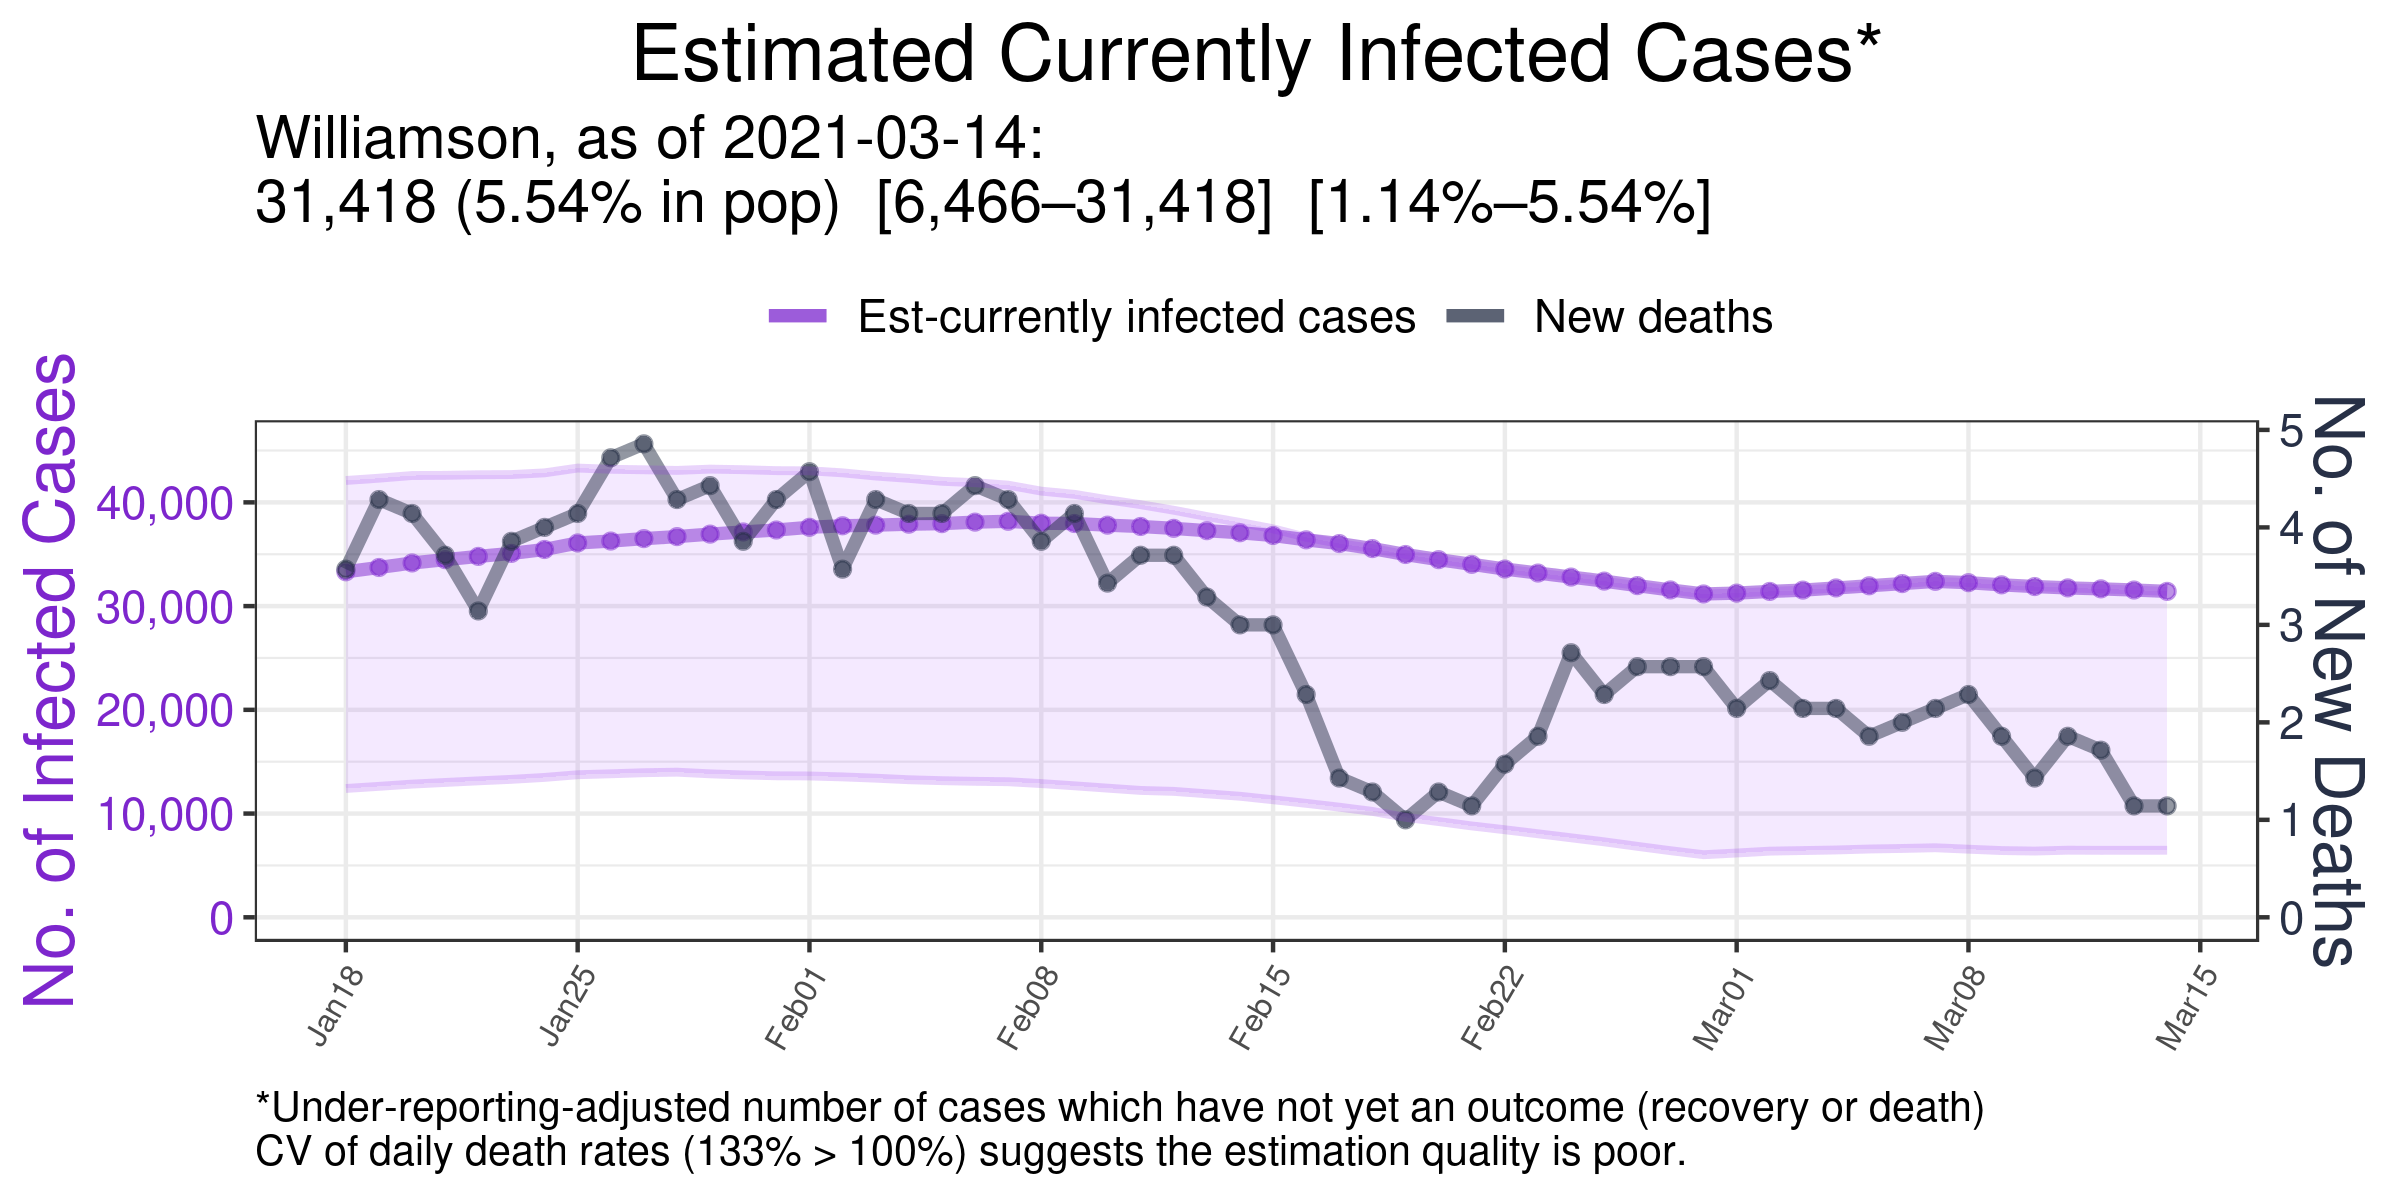 Estimated Currently Infected Cases*
Williamson, as of 2021-03-14:
31,418 (5.54% in pop)  [6,466–31,418]  [1.14%–5.54%]
Est-currently infected cases
New deaths
No. of Infected Cases
40,000
30,000
20,000
10,000
0
5
4
3
2
1
0
No. of New Deaths
Jan18
Jan25
Feb01
Feb08
Feb15
Feb22
Mar01
Mar08
Mar15
*Under-reporting-adjusted number of cases which have not yet an outcome (recovery or death)
CV of daily death rates (133% > 100%) suggests the estimation quality is poor.